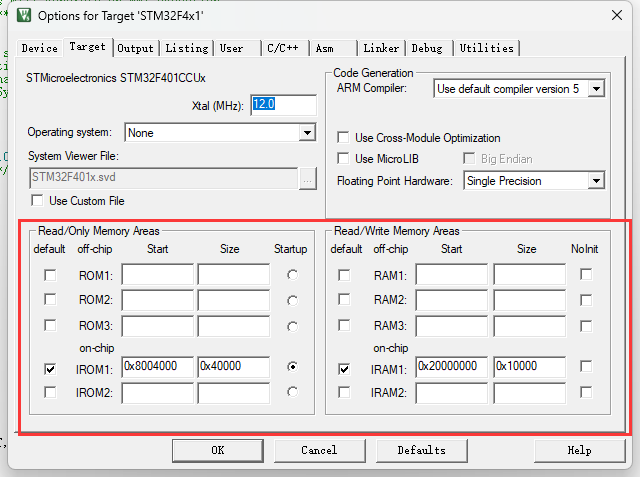 Options for Target 'STM32F4x1'
Device Target Output Listing User C/C++ Asm Linker Debug Utilities
STMicroelectronics STM32F401CCUx
Xtal (MHz): 12.0
Operating system: None
System Viewer File:
STM32F401x.svd ...
Use Custom File
Code Generation
ARM Compiler: Use default compiler version 5
Use Cross-Module Optimization
Use MicroLIB Big Endian
Floating Point Hardware: Single Precision
Read/Only Memory Areas
default off-chip Start Size Startup
ROM1:
ROM2:
ROM3:
on-chip
IROM1: 0x8004000 0x40000
IROM2:
Read/Write Memory Areas
default off-chip Start Size NoInit
RAM1:
RAM2:
RAM3:
on-chip
IRAM1: 0x20000000 0x10000
IRAM2:
OK Cancel Defaults Help